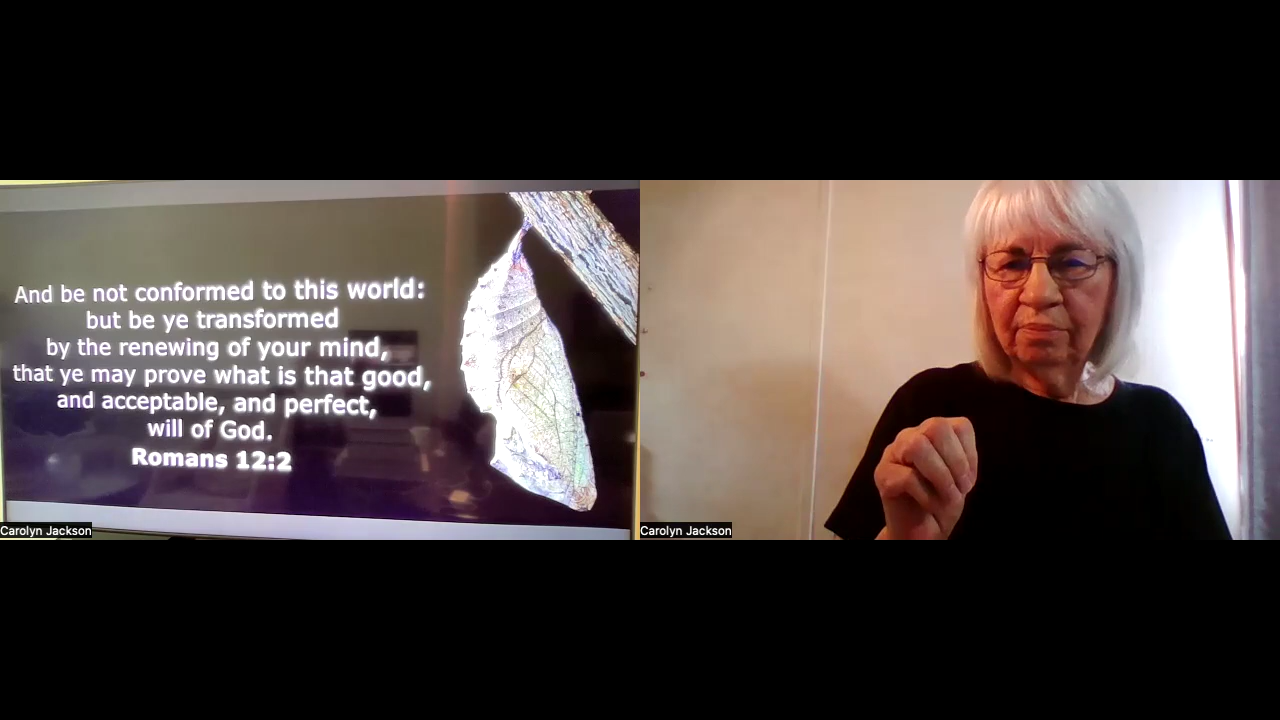 And be not conformed to this world:
but be ye transformed
by the renewing of your mind,
that ye may prove what is that good,
and acceptable, and perfect,
will of God.
Romans 12:2
Carolyn Jackson
Carolyn Jackson